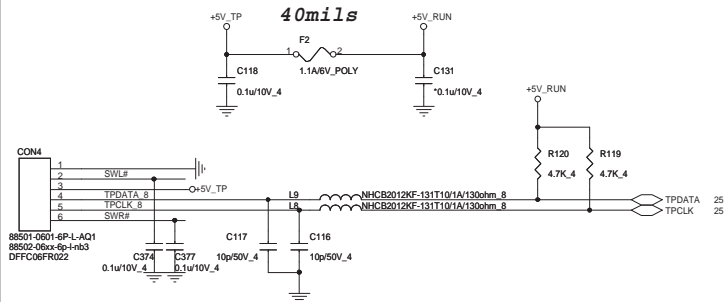 40mils
+5V_TP
+5V_RUN
F2
1 2
1.1A/6V_POLY
C118
0.1u/10V_4
C131
*0.1u/10V_4
+5V_RUN
R120
4.7K_4
R119
4.7K_4
CON4
1
2 SWL#
3 +5V_TP
4 TPDATA_8 L9 NHCB2012KF-131T10/1A/130ohm_8 TPDATA 25
5 TPCLK_8 L8 NHCB2012KF-131T10/1A/130ohm_8 TPCLK 25
6 SWR#
88501-0601-6P-L-AQ1
88502-06xx-6p-l-nb3
DFFC06FR022
C374
0.1u/10V_4
C377
0.1u/10V_4
C117
10p/50V_4
C116
10p/50V_4